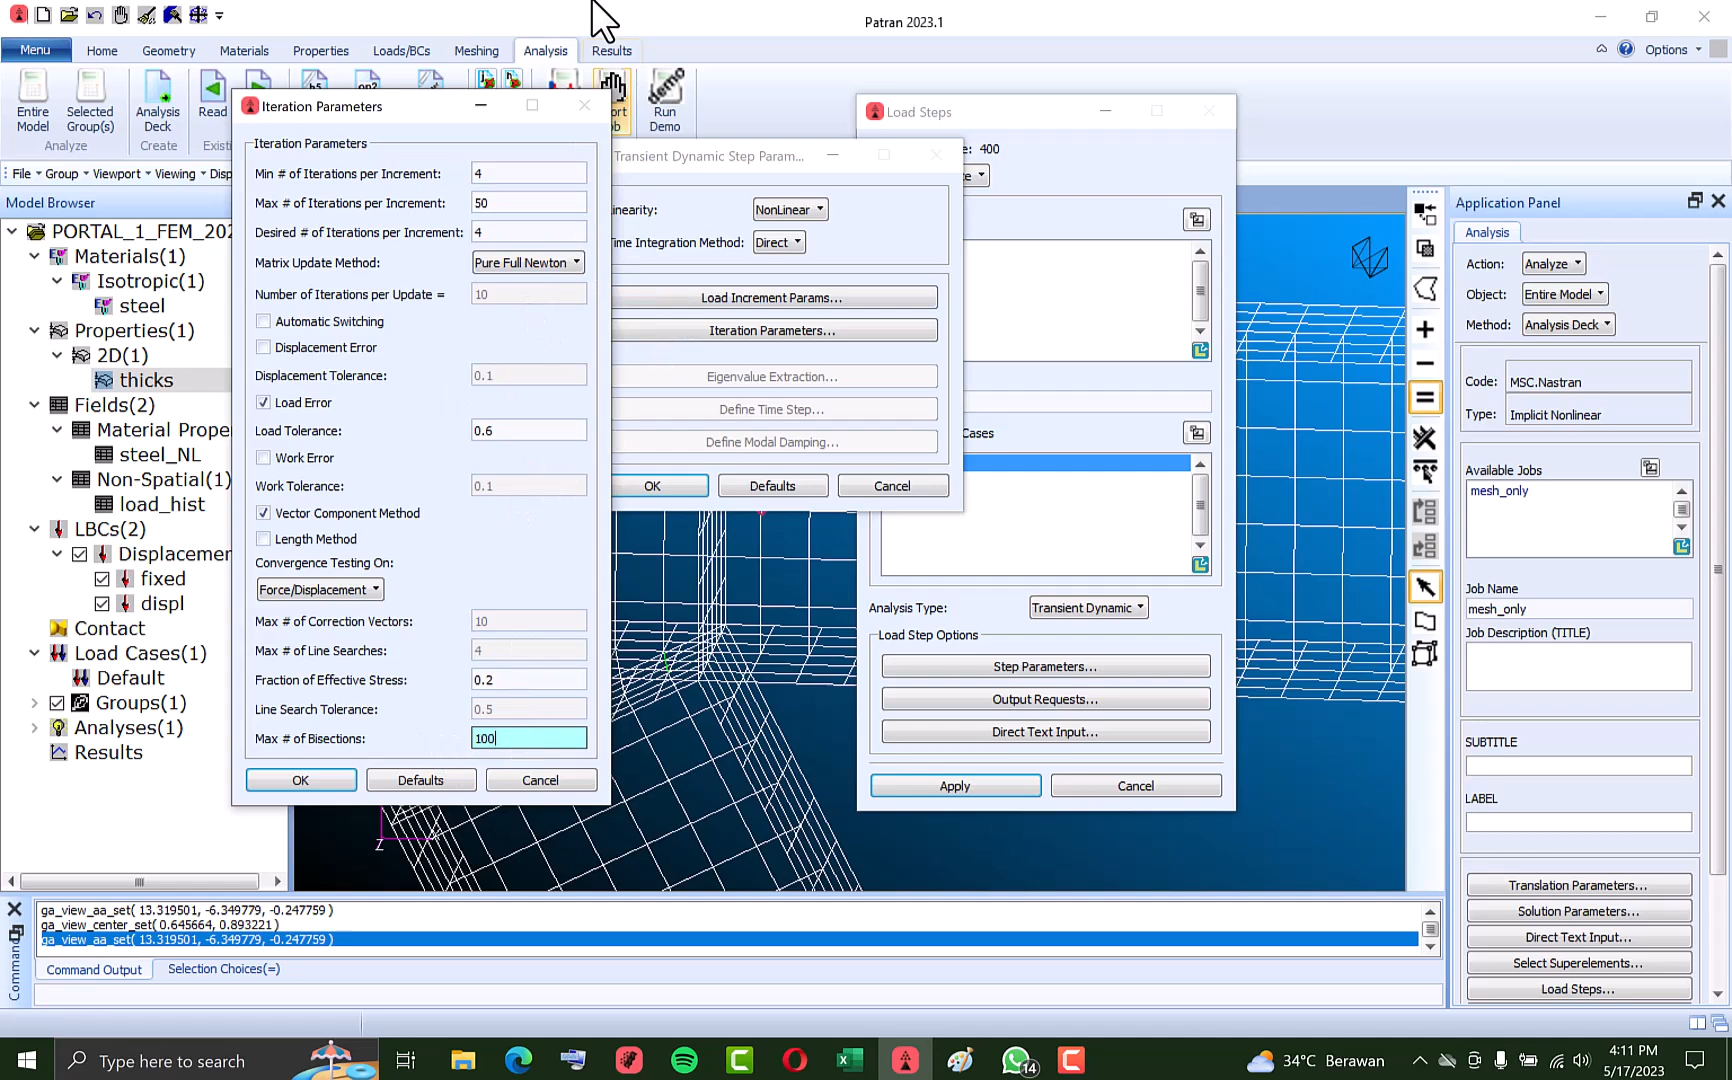 Patran 2023.1
Menu Home Geometry Materials Properties Loads/BCs Meshing Analysis Results Options
Entire Model
Selected Group(s)
Analysis Deck
Read
Run Demo
Analyze Create
File Group Viewport Viewing
Model Browser
PORTAL_1_FEM_202
Materials(1)
Isotropic(1)
steel
Properties(1)
2D(1)
thicks
Fields(2)
Material Prope
steel_NL
Non-Spatial(1)
load_hist
LBCs(2)
Displacemen
fixed
displ
Contact
Load Cases(1)
Default
Groups(1)
Analyses(1)
Results
Iteration Parameters
Iteration Parameters
Min # of Iterations per Increment: 4
Max # of Iterations per Increment: 50
Desired # of Iterations per Increment: 4
Matrix Update Method: Pure Full Newton
Number of Iterations per Update = 10
Automatic Switching
Displacement Error
Displacement Tolerance: 0.1
Load Error
Load Tolerance: 0.6
Work Error
Work Tolerance: 0.1
Vector Component Method
Length Method
Convergence Testing On:
Force/Displacement
Max # of Correction Vectors: 10
Max # of Line Searches: 4
Fraction of Effective Stress: 0.2
Line Search Tolerance: 0.5
Max # of Bisections: 100
OK Defaults Cancel
Transient Dynamic Step Param...
inearity: NonLinear
ime Integration Method: Direct
Load Increment Params...
Iteration Parameters...
Eigenvalue Extraction...
Define Time Step...
Define Modal Damping...
OK Defaults Cancel
Load Steps
e: 400
Cases
Analysis Type: Transient Dynamic
Load Step Options
Step Parameters...
Output Requests...
Direct Text Input...
Apply Cancel
Z
Application Panel
Analysis
Action: Analyze
Object: Entire Model
Method: Analysis Deck
Code: MSC.Nastran
Type: Implicit Nonlinear
Available Jobs
mesh_only
Job Name
mesh_only
Job Description (TITLE)
SUBTITLE
LABEL
Translation Parameters...
Solution Parameters...
Direct Text Input...
Select Superelements...
Load Steps...
ga_view_aa_set( 13.319501, -6.349779, -0.247759 )
ga_view_center_set( 0.645664, 0.893221 )
ga_view_aa_set( 13.319501, -6.349779, -0.247759 )
Command Output Selection Choices(=)
Type here to search
14
34°C Berawan
4:11 PM
5/17/2023